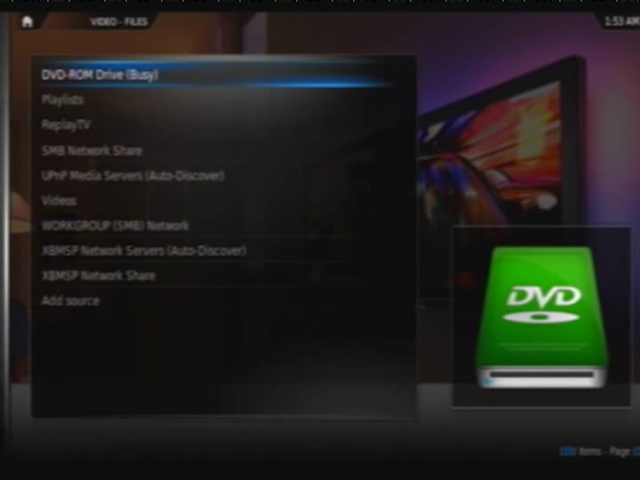 VIDEO - FILES
1:53 AM
DVD-ROM Drive (Busy)
Playlists
ReplayTV
SMB Network Share
UPnP Media Servers (Auto-Discover)
Videos
WORKGROUP (SMB) Network
XBMSP Network Servers (Auto-Discover)
XBMSP Network Share
Add source
DVD
Items - Page